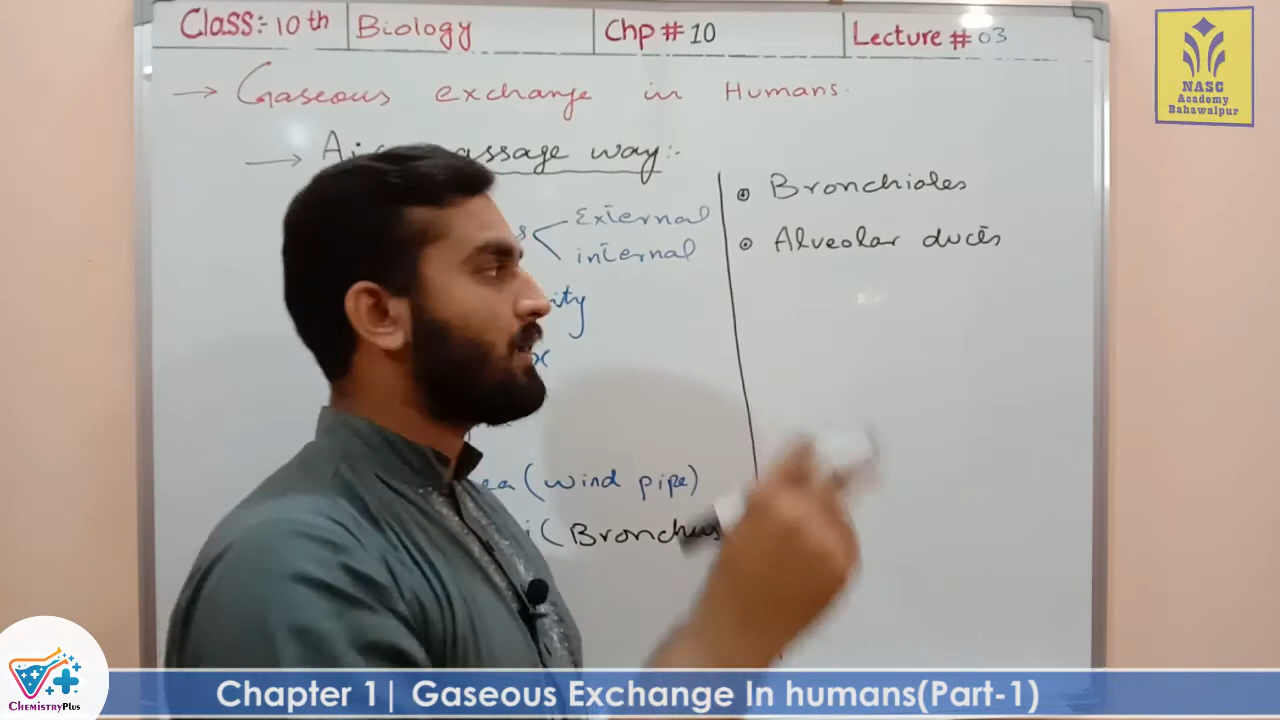 Class:- 10th Biology Chp # 10 Lecture # 03
NASC
Academy
Bahawalpur
→ Gaseous exchange in Humans.
→ Air passage way:-
External
internal
• Bronchioles
• Alveolar ducts
(wind pipe)
(Bronchus
ChemistryPlus
Chapter 1| Gaseous Exchange In humans(Part-1)